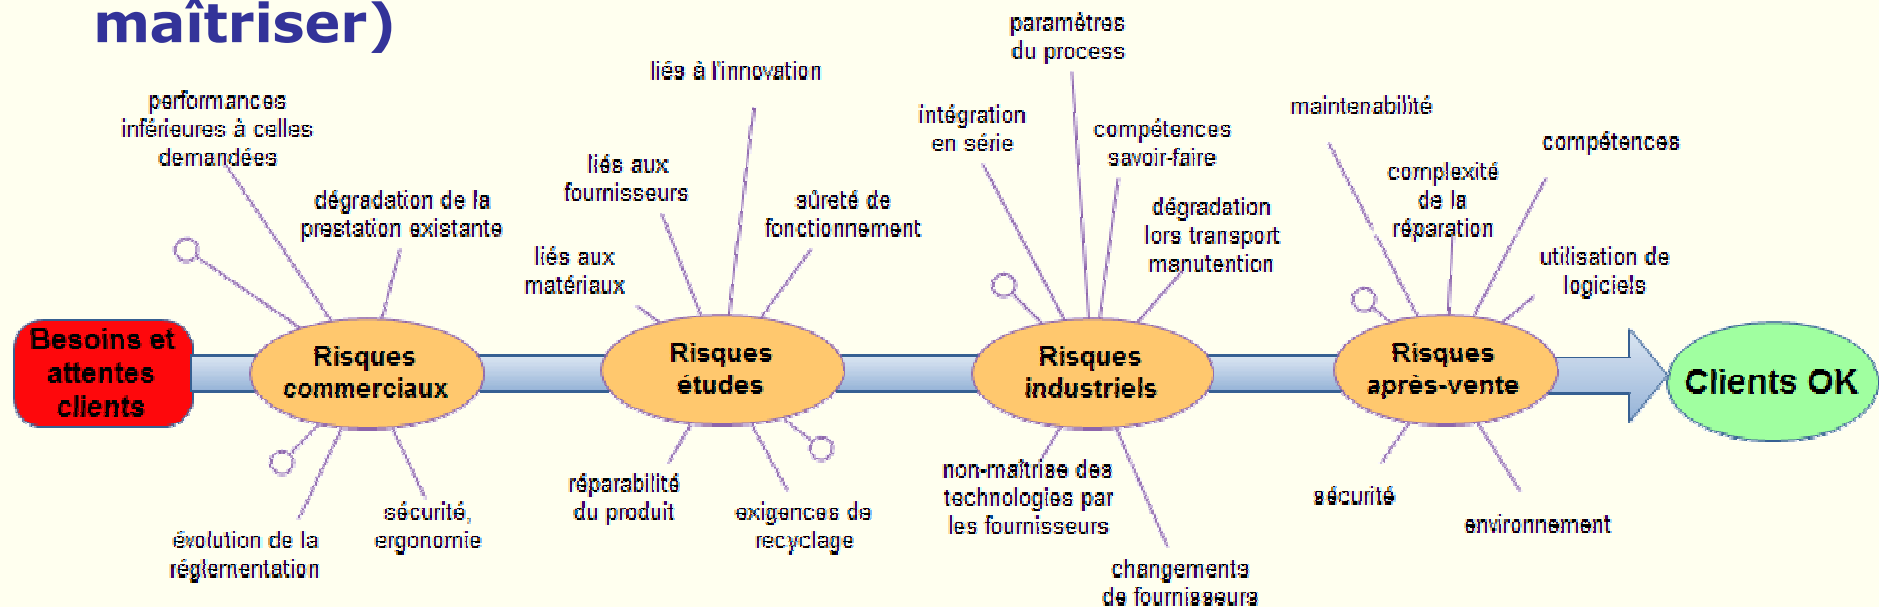 maîtriser)
performances
inférieures à celles
demandées
dégradation de la
prestation existante
liés à l'innovation
liés aux
fournisseurs
liés aux
matériaux
sûreté de
fonctionnement
paramètres
du process
intégration
en série
compétences
savoir-faire
dégradation
lors transport
manutention
maintenabilité
complexité
de la
réparation
compétences
utilisation de
logiciels
Besoins et
attentes
clients
Risques
commerciaux
Risques
études
Risques
industriels
Risques
après-vente
Clients OK
évolution de la
réglementation
sécurité,
ergonomie
réparabilité
du produit
exigences de
recyclage
non-maîtrise des
technologies par
les fournisseurs
changements
de fournisseurs
sécurité
environnement